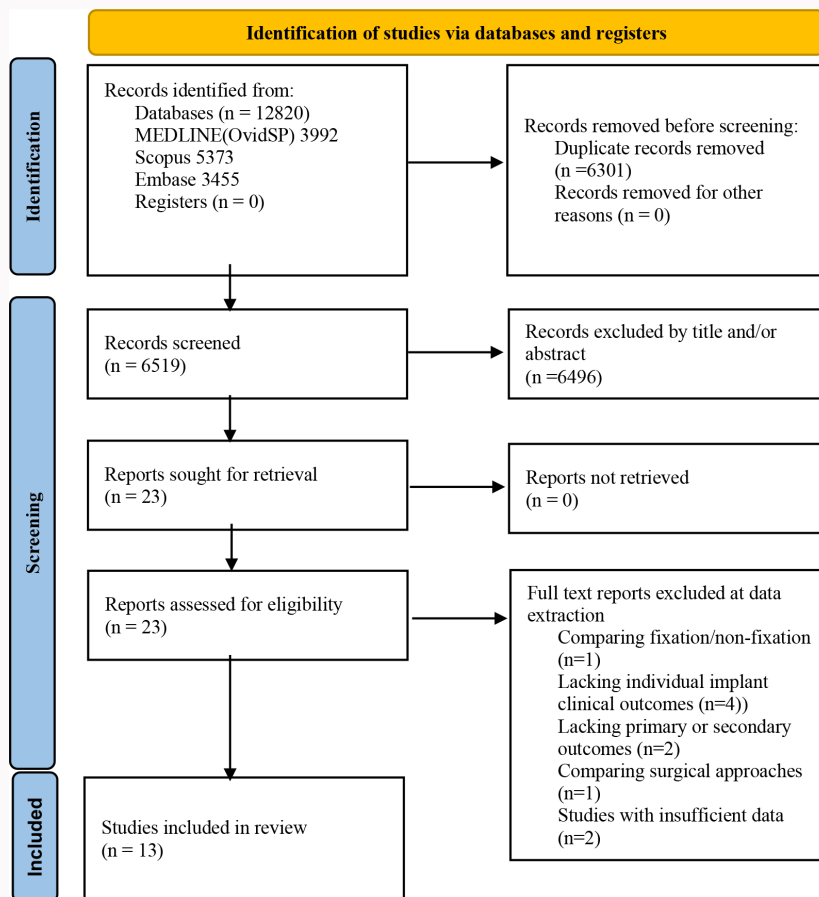 Identification of studies via databases and registers
Identification
Records identified from:
Databases (n = 12820)
MEDLINE(OvidSP) 3992
Scopus 5373
Embase 3455
Registers (n = 0)
Records removed before screening:
Duplicate records removed
(n =6301)
Records removed for other
reasons (n = 0)
Screening
Records screened
(n = 6519)
Records excluded by title and/or
abstract
(n =6496)
Reports sought for retrieval
(n = 23)
Reports not retrieved
(n = 0)
Reports assessed for eligibility
(n = 23)
Full text reports excluded at data
extraction
Comparing fixation/non-fixation
(n=1)
Lacking individual implant
clinical outcomes (n=4))
Lacking primary or secondary
outcomes (n=2)
Comparing surgical approaches
(n=1)
Studies with insufficient data
(n=2)
Included
Studies included in review
(n = 13)